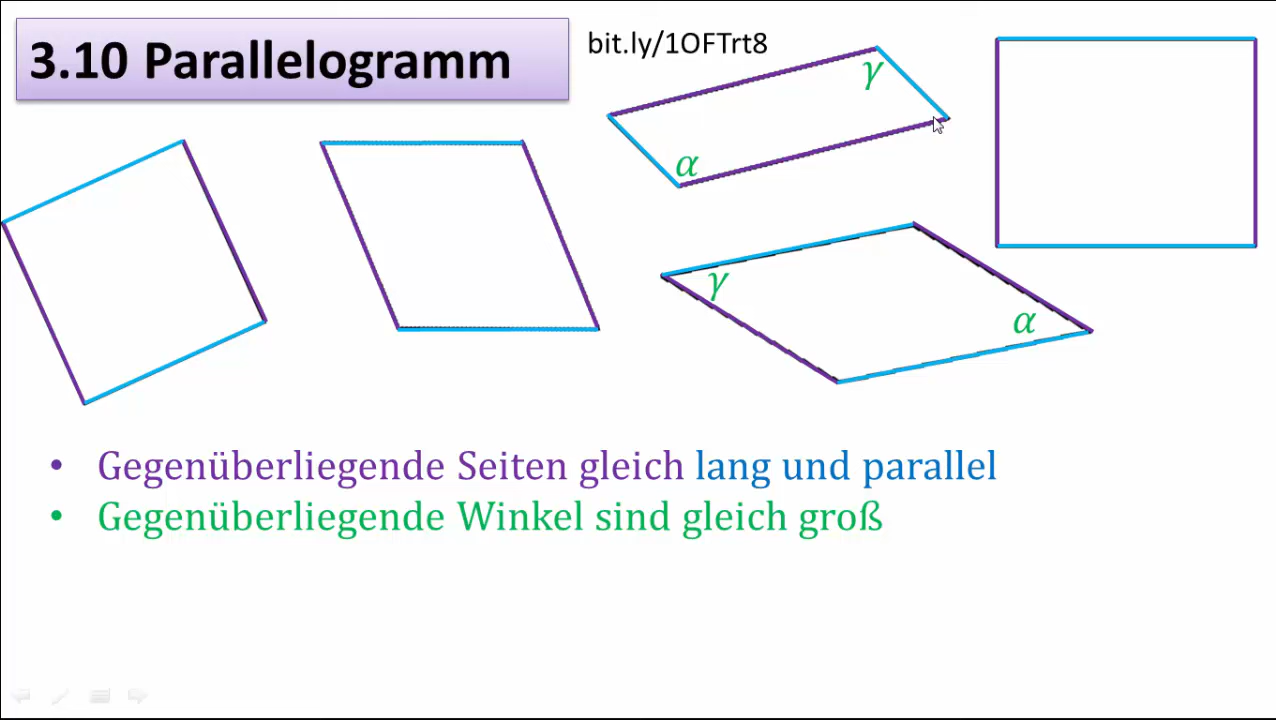 3.10 Parallelogramm
bit.ly/1OFTrt8
γ
α
γ
α
• Gegenüberliegende Seiten gleich lang und parallel
• Gegenüberliegende Winkel sind gleich groß